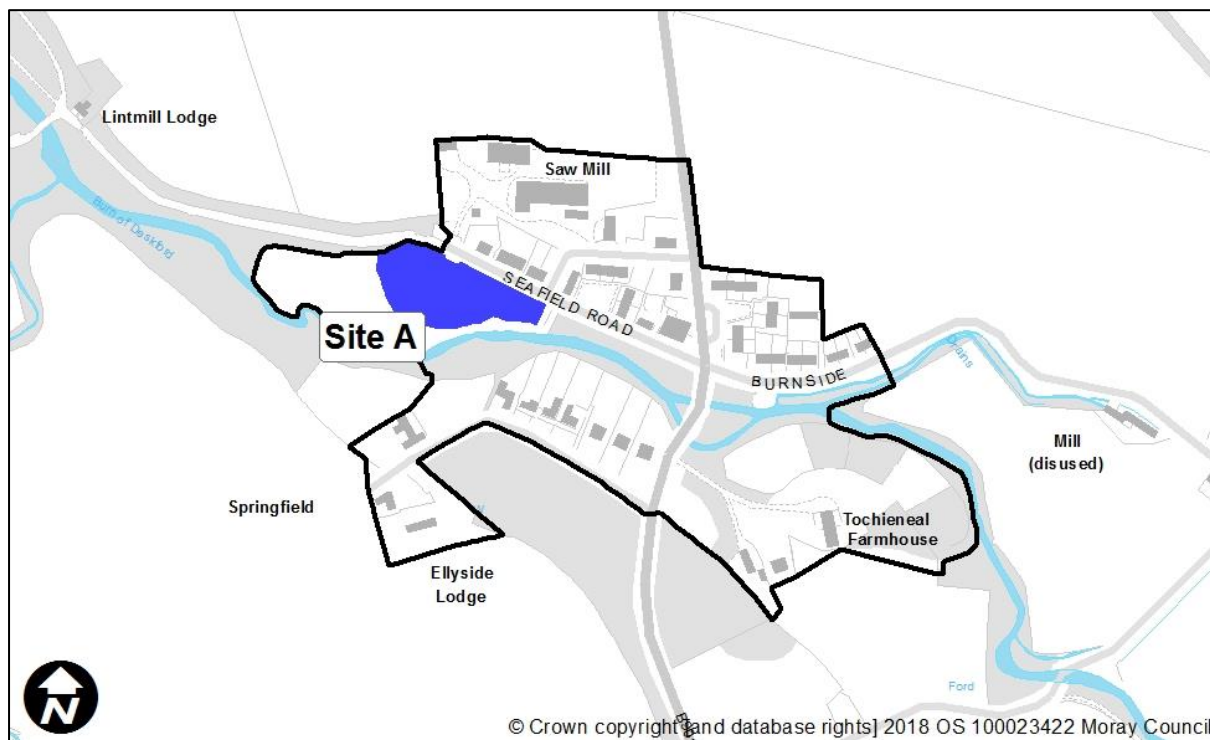 Lintmill Lodge
Saw Mill
Burn of Deskford
SEAFIELD ROAD
Site A
BURNSIDE
Drains
Mill
(disused)
Springfield
Tochieneal
Farmhouse
Ellyside
Lodge
Ford
N
© Crown copyright[and database rights] 2018 OS 100023422 Moray Council